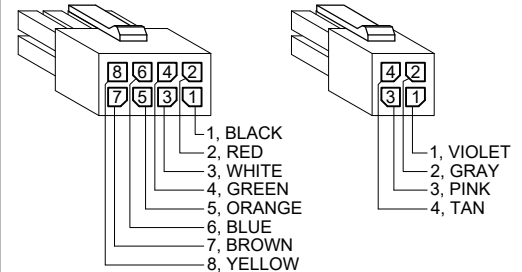 8 6 4 2
7 5 3 1
1, BLACK
2, RED
3, WHITE
4, GREEN
5, ORANGE
6, BLUE
7, BROWN
8, YELLOW
4 2
3 1
1, VIOLET
2, GRAY
3, PINK
4, TAN